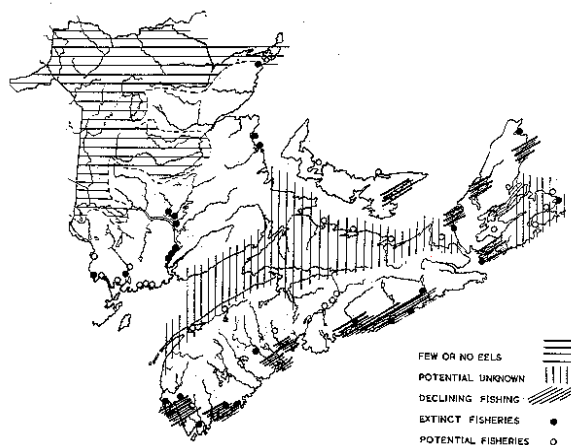 FEW OR NO EELS
POTENTIAL UNKNOWN
DECLINING FISHING
EXTINCT FISHERIES
POTENTIAL FISHERIES